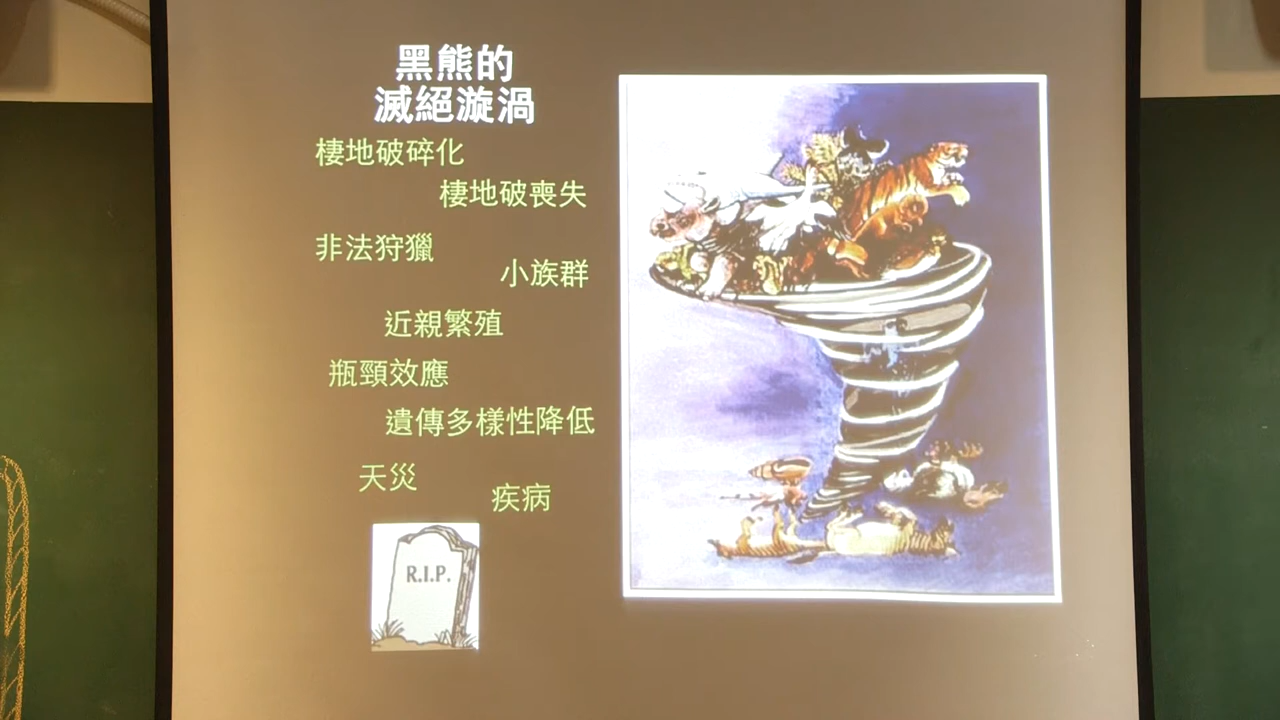 黑熊的
滅絕漩渦
棲地破碎化
棲地破喪失
非法狩獵
小族群
近親繁殖
瓶頸效應
遺傳多樣性降低
天災
疾病
R.I.P.